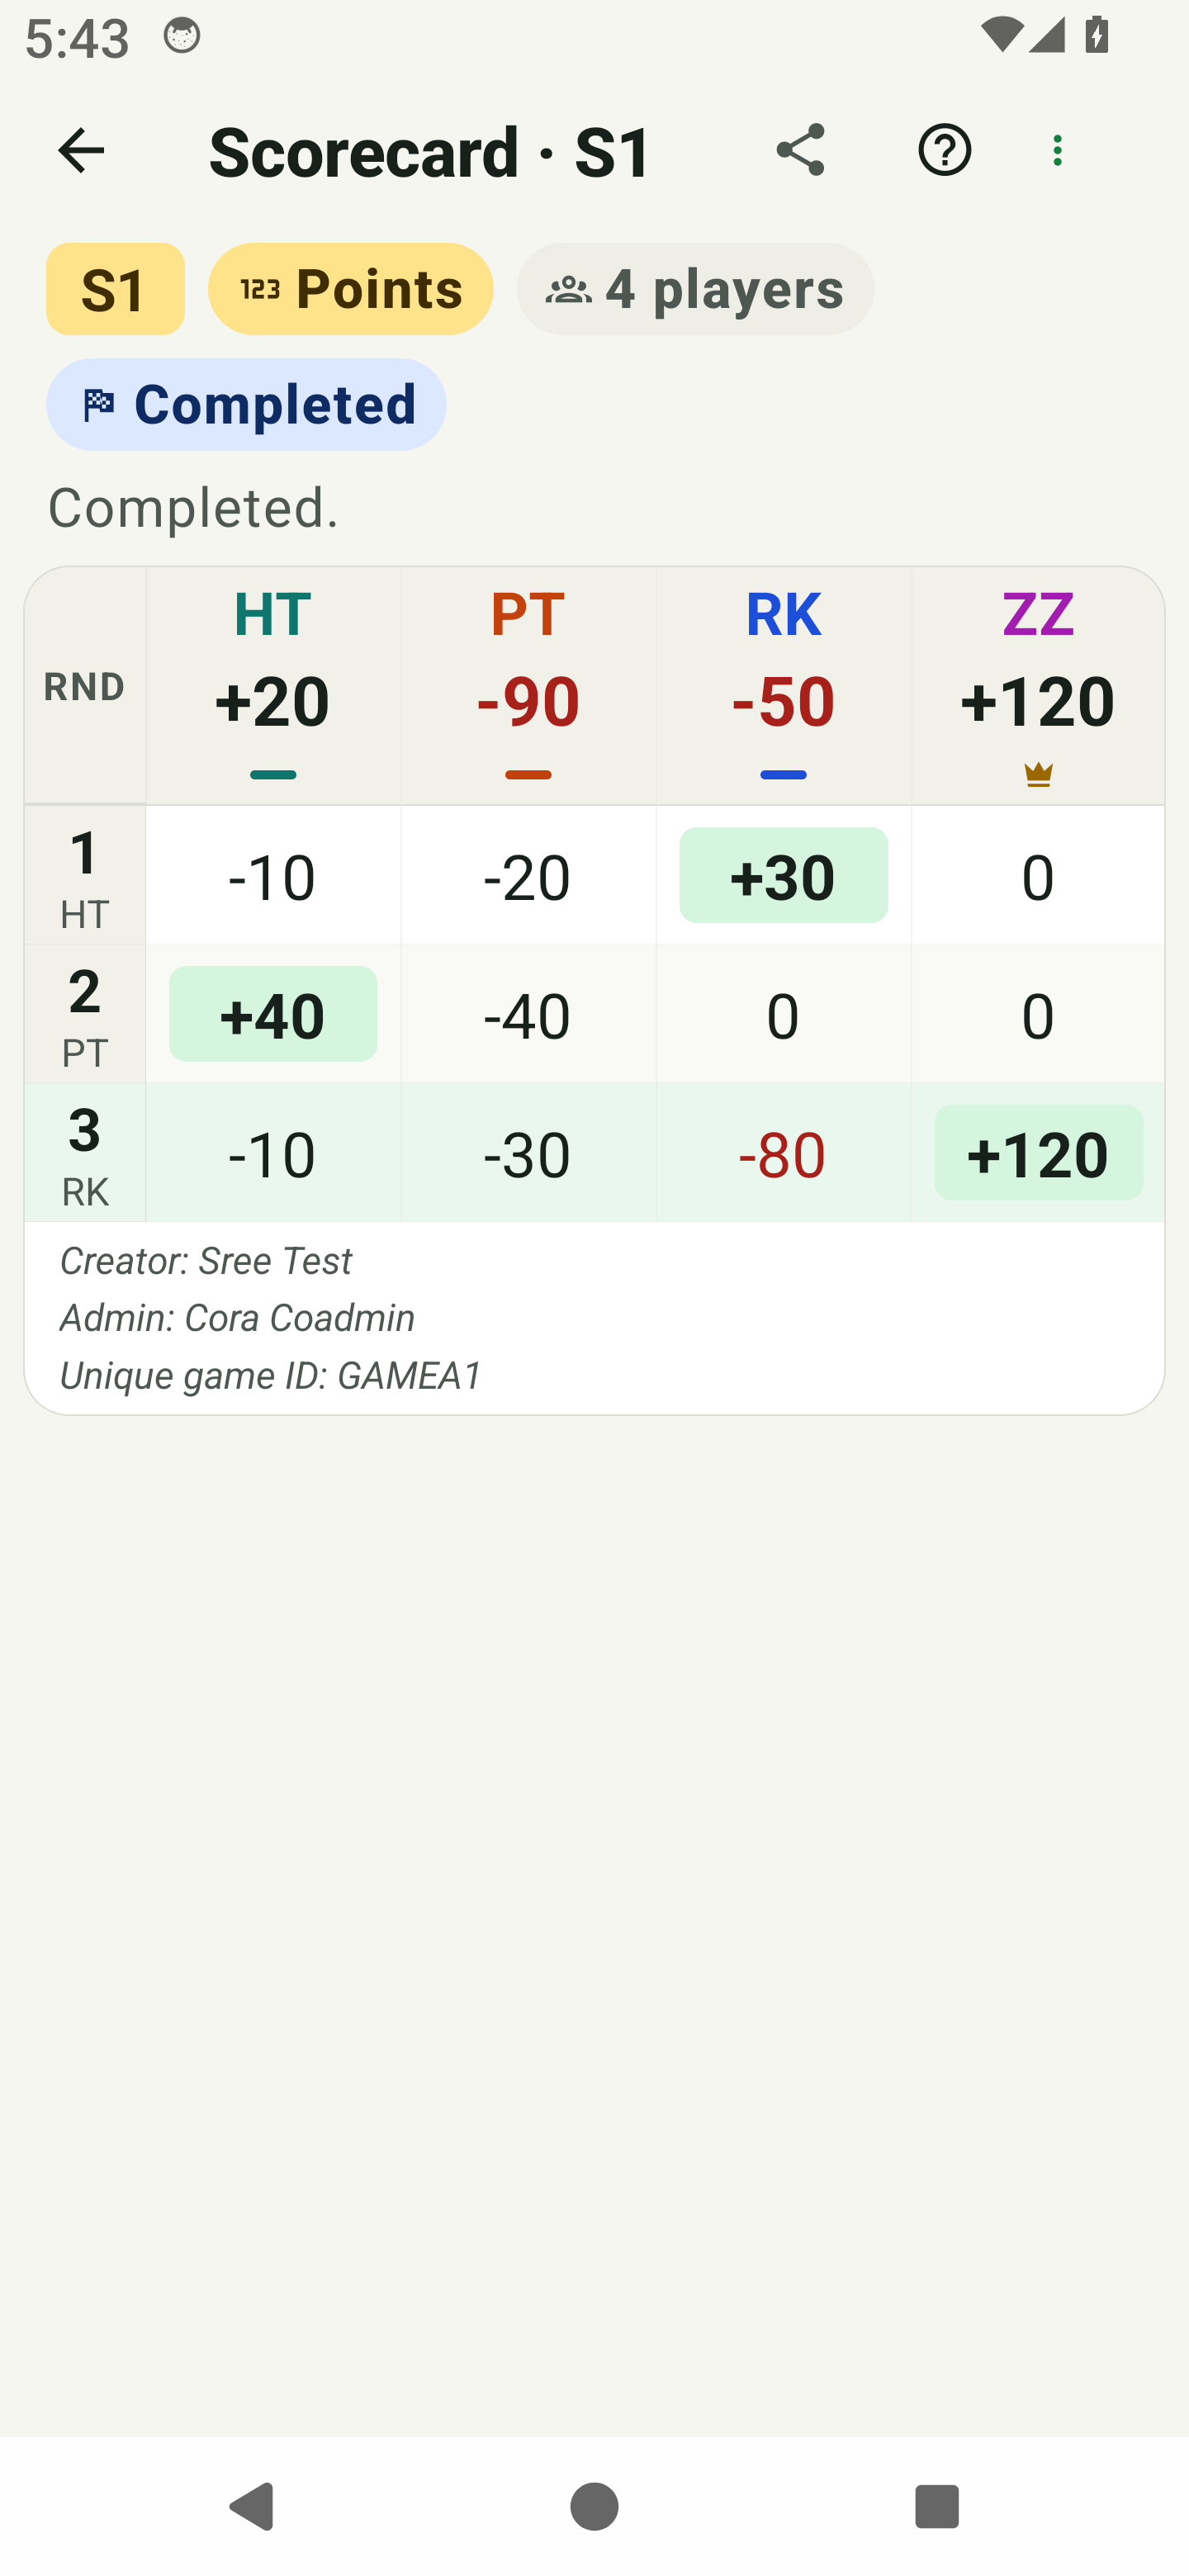 5:43
Scorecard · S1
S1 123 Points 4 players
Completed
Completed.
RND HT PT RK ZZ
+20 -90 -50 +120
1 HT -10 -20 +30 0
2 PT +40 -40 0 0
3 RK -10 -30 -80 +120
Creator: Sree Test
Admin: Cora Coadmin
Unique game ID: GAMEA1